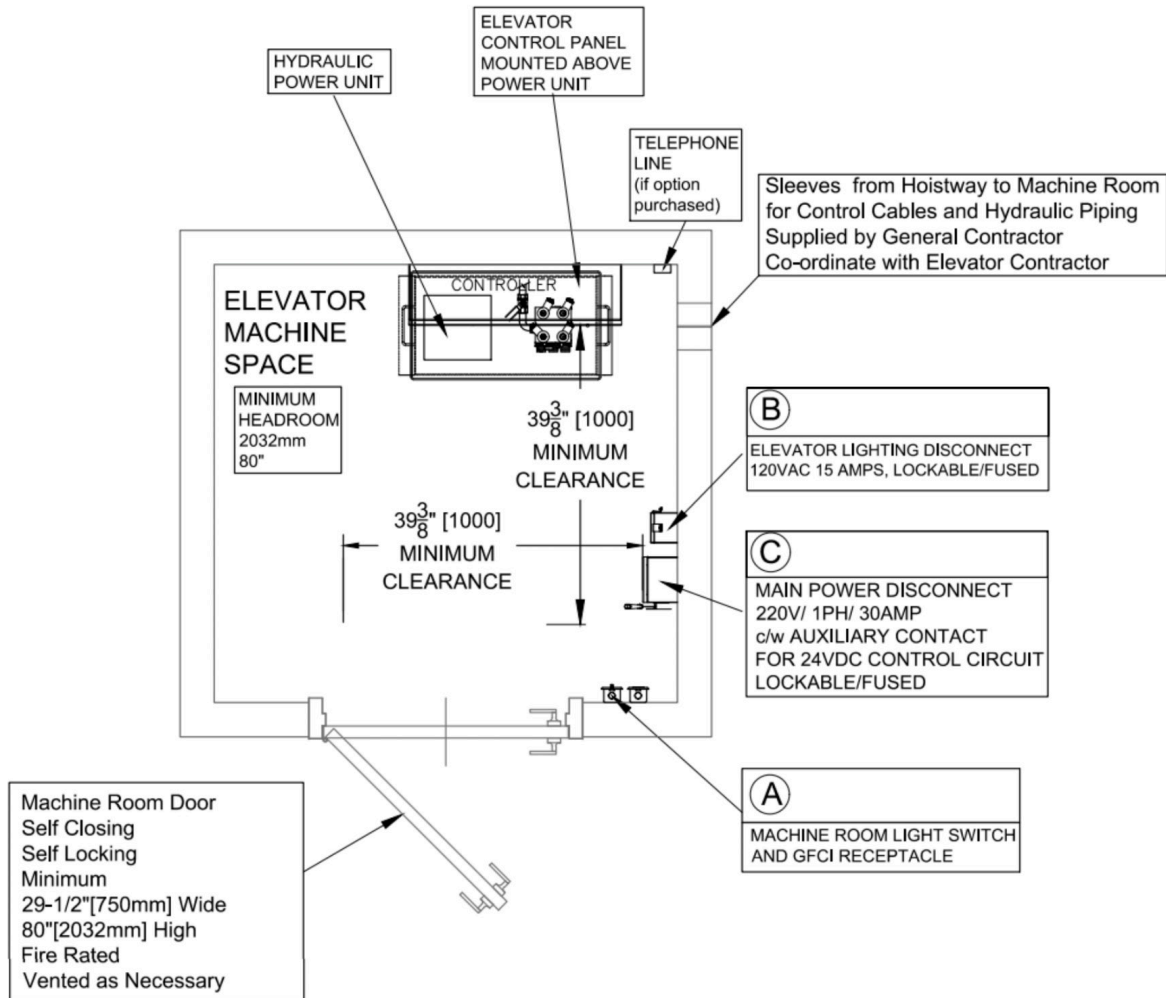 ELEVATOR
CONTROL PANEL
MOUNTED ABOVE
POWER UNIT
HYDRAULIC
POWER UNIT
TELEPHONE
LINE
(if option
purchased)
Sleeves from Hoistway to Machine Room
for Control Cables and Hydraulic Piping
Supplied by General Contractor
Co-ordinate with Elevator Contractor
CONTROLLER
ELEVATOR
MACHINE
SPACE
MINIMUM
HEADROOM
2032mm
80"
39 3/8" [1000]
MINIMUM
CLEARANCE
39 3/8" [1000]
MINIMUM
CLEARANCE
B
ELEVATOR LIGHTING DISCONNECT
120VAC 15 AMPS, LOCKABLE/FUSED
C
MAIN POWER DISCONNECT
220V/ 1PH/ 30AMP
c/w AUXILIARY CONTACT
FOR 24VDC CONTROL CIRCUIT
LOCKABLE/FUSED
A
MACHINE ROOM LIGHT SWITCH
AND GFCI RECEPTACLE
Machine Room Door
Self Closing
Self Locking
Minimum
29-1/2"[750mm] Wide
80"[2032mm] High
Fire Rated
Vented as Necessary